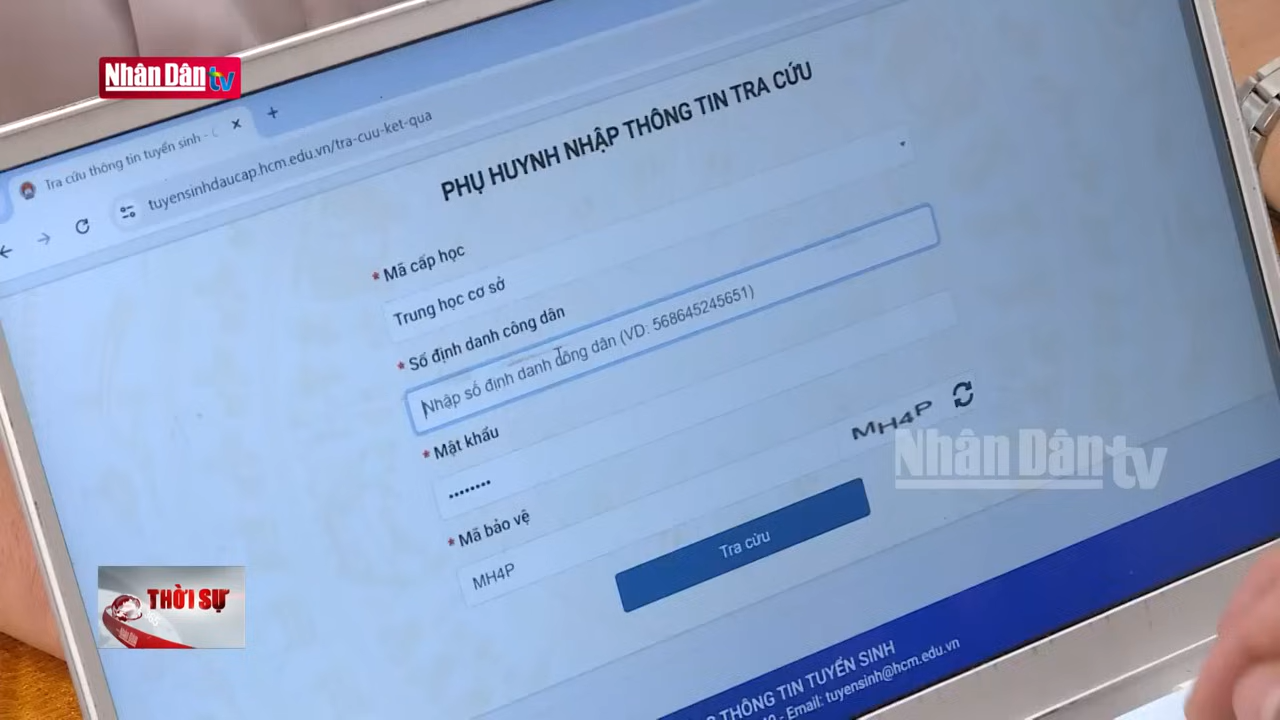 Nhân Dân tv
Tra cứu thông tin tuyển sinh -
tuyensinhdaucap.hcm.edu.vn/tra-cuu-ket-qua
PHỤ HUYNH NHẬP THÔNG TIN TRA CỨU
* Mã cấp học
Trung học cơ sở
* Số định danh công dân
Nhập số định danh công dân (VD: 568645245651)
* Mật khẩu
••••••••
* Mã bảo vệ
MH4P
MH4P
Tra cứu
Nhân Dân tv
THỜI SỰ
NHÂN DÂN
THÔNG TIN TUYỂN SINH
- Email: tuyensinh@hcm.edu.vn